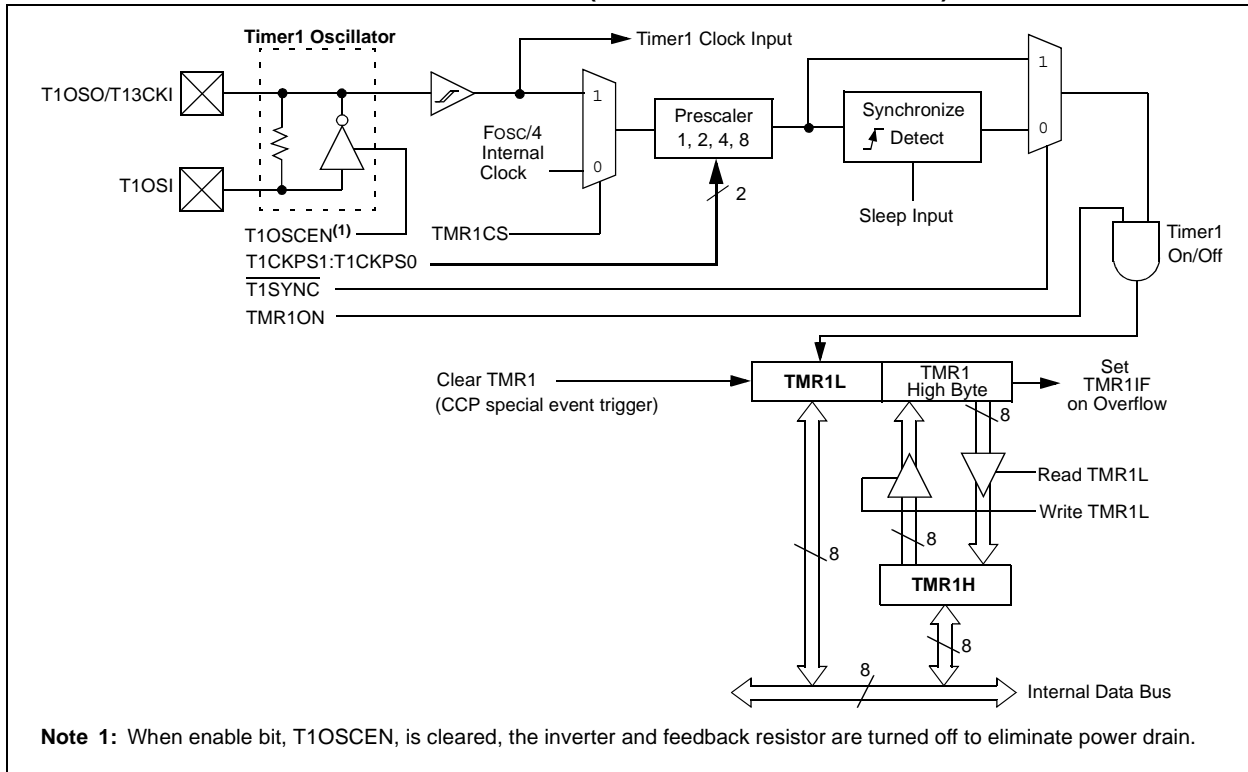 Timer1 Oscillator
Timer1 Clock Input
T1OSO/T13CKI
1
1
Prescaler
1, 2, 4, 8
Synchronize
Detect
FOSC/4
Internal
Clock
0
0
T1OSI
2
Sleep Input
T1OSCEN(1)
TMR1CS
Timer1
On/Off
T1CKPS1:T1CKPS0
T1SYNC
TMR1ON
Clear TMR1
(CCP special event trigger)
TMR1L
TMR1
High Byte
Set
TMR1IF
on Overflow
8
Read TMR1L
Write TMR1L
8
8
TMR1H
8
8
Internal Data Bus
Note 1: When enable bit, T1OSCEN, is cleared, the inverter and feedback resistor are turned off to eliminate power drain.